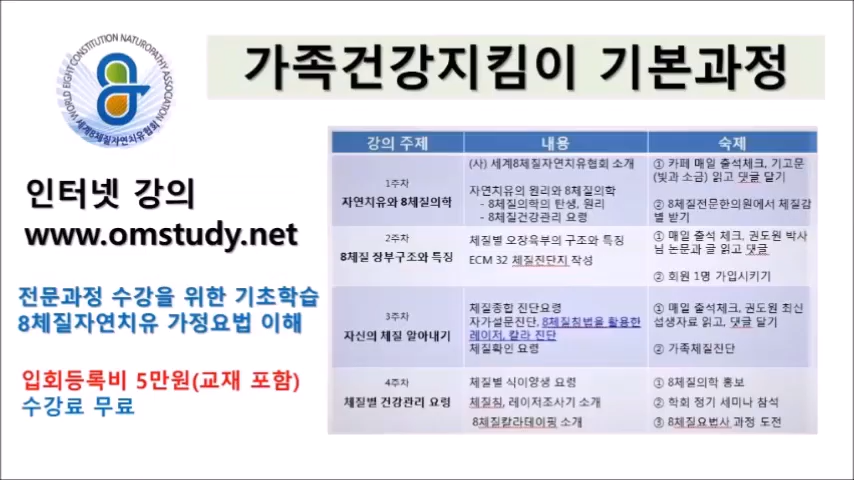 WORLD EIGHT CONSTITUTION NATUROPATHY ASSOCIATION
세계8체질자연치유협회
가족건강지킴이 기본과정
인터넷 강의
www.omstudy.net
전문과정 수강을 위한 기초학습
8체질자연치유 가정요법 이해
입회등록비 5만원(교재 포함)
수강료 무료
강의 주제 내용 숙제
1주차
자연치유와 8체질의학
(사) 세계8체질자연치유협회 소개
자연치유의 원리와 8체질의학
- 8체질의학의 탄생, 원리
- 8체질건강관리 요령
① 카페 매일 출석체크, 기고문
(빛과 소금) 읽고 댓글 달기
② 8체질전문한의원에서 체질감
별 받기
2주차
8체질 장부구조와 특징
체질별 오장육부의 구조와 특징
ECM 32 체질진단지 작성
① 매일 출석 체크, 권도원 박사
님 논문과 글 읽고 댓글
② 회원 1명 가입시키기
3주차
자신의 체질 알아내기
체질종합 진단요령
자가설문진단, 8체질침법을 활용한
레이저, 칼라 진단
체질확인 요령
① 매일 출석체크, 권도원 최신
섭생자료 읽고, 댓글 달기
② 가족체질진단
4주차
체질별 건강관리 요령
체질별 식이양생 요령
체질침, 레이저조사기 소개
8체질칼라테이핑 소개
① 8체질의학 홍보
② 학회 정기 세미나 참석
③ 8체질요법사 과정 도전